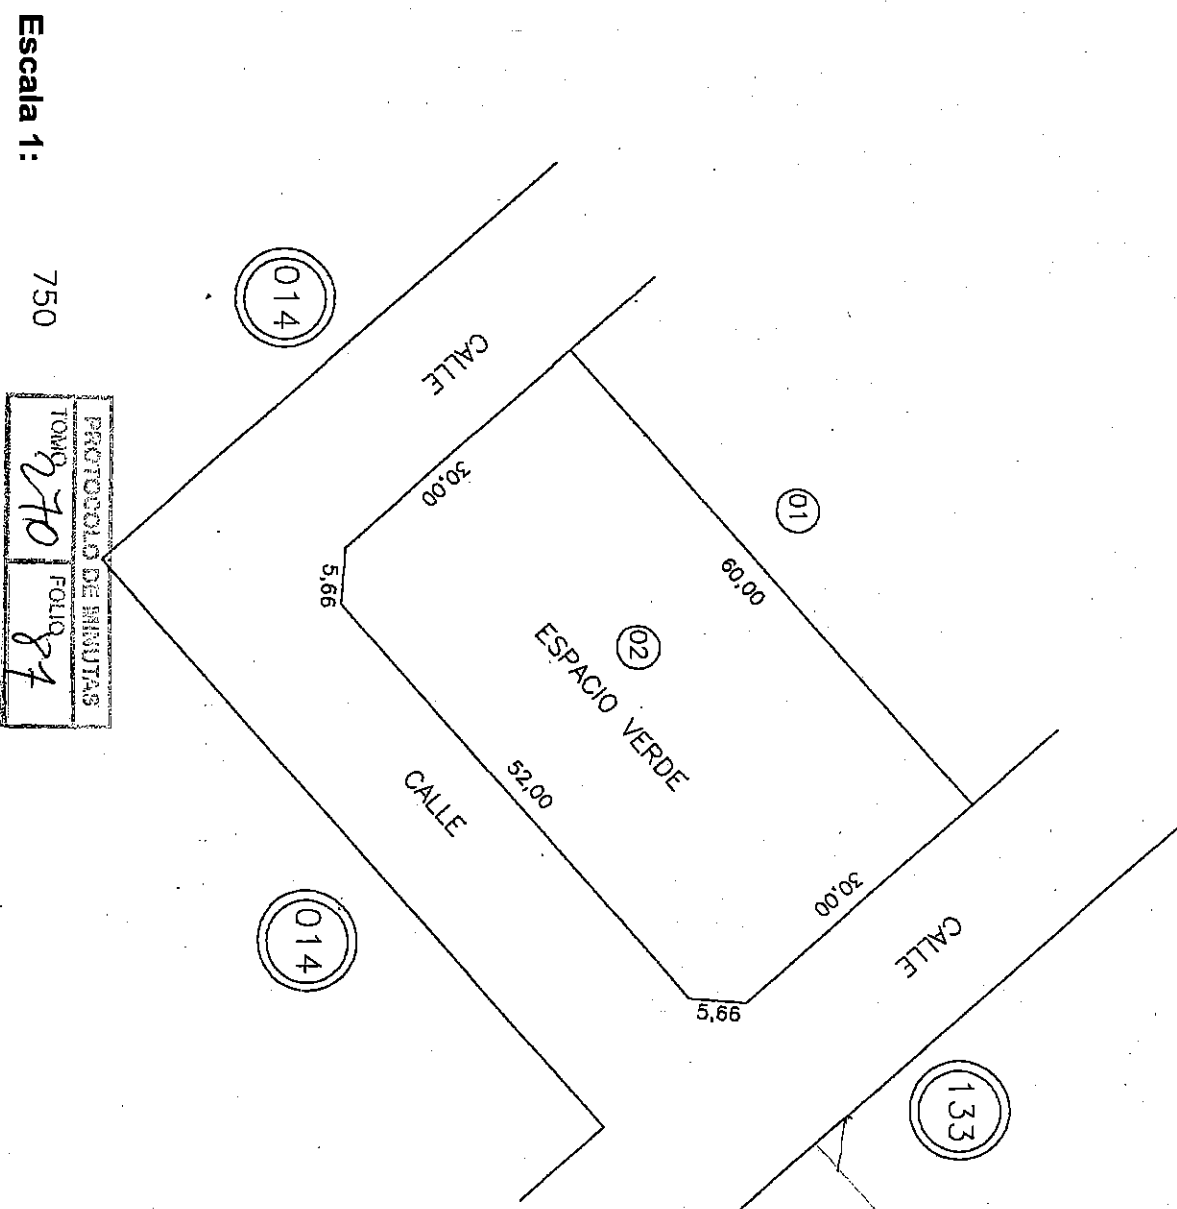 Escala 1: 750
PROTOCOLO DE MINUTAS
TOMO 270 FOLIO 87
014
CALLE
30,00
5,66
01
60,00
02
ESPACIO VERDE
52,00
CALLE
30,00
CALLE
5,66
014
133